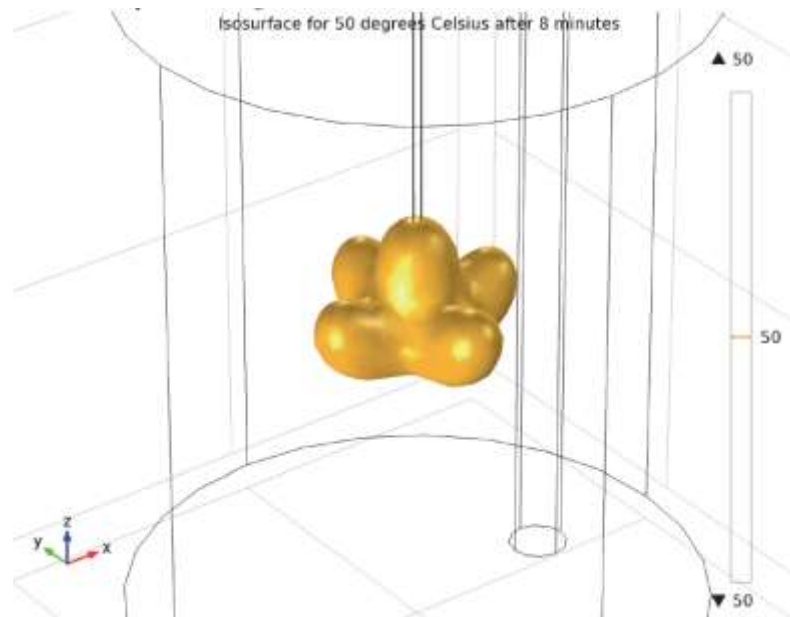 Isosurface for 50 degrees Celsius after 8 minutes
▲ 50
50
▼ 50
z
y
x